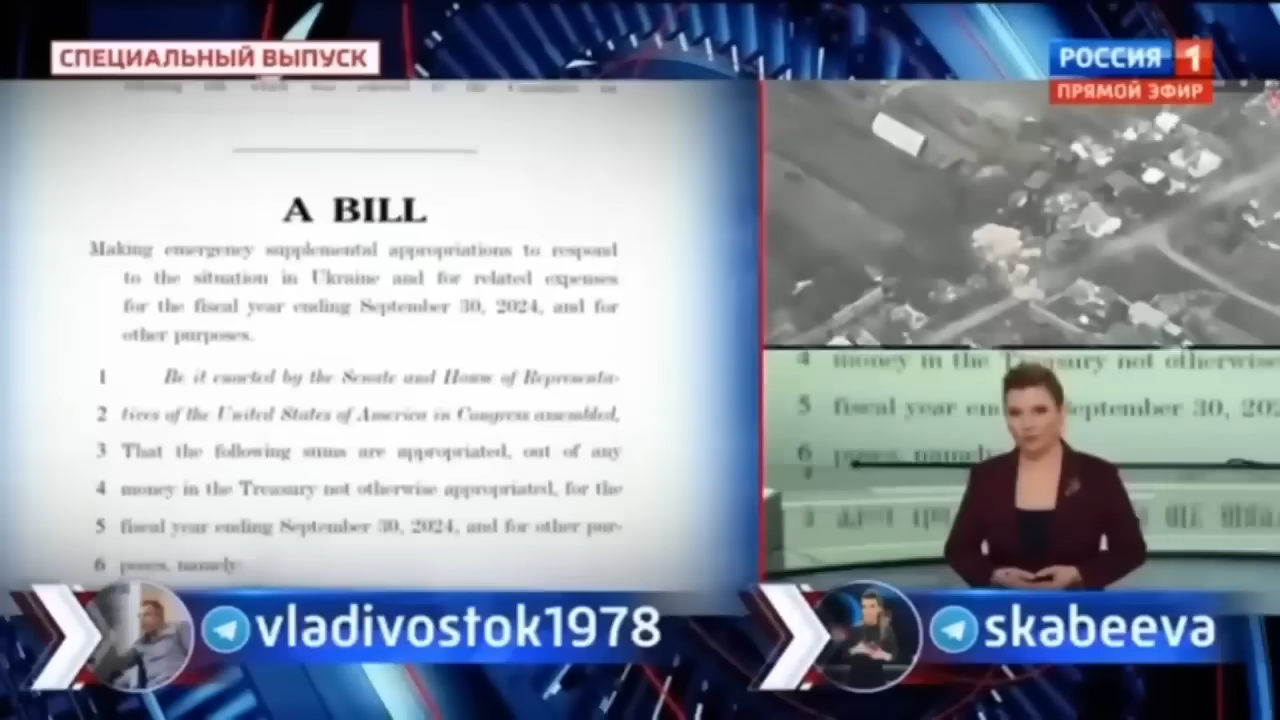 СПЕЦИАЛЬНЫЙ ВЫПУСК
РОССИЯ 1
ПРЯМОЙ ЭФИР
A BILL
Making emergency supplemental appropriations to respond
to the situation in Ukraine and for related expenses
for the fiscal year ending September 30, 2024, and for
other purposes.
1 Be it enacted by the Senate and House of Representa-
2 tives of the United States of America in Congress assembled,
3 That the following sums are appropriated, out of any
4 money in the Treasury not otherwise appropriated, for the
5 fiscal year ending September 30, 2024, and for other pur-
6 poses, namely:
4 money in the Treasury not otherwise
5 fiscal year September 30,
6 poses, namely
vladivostok1978
skabeeva